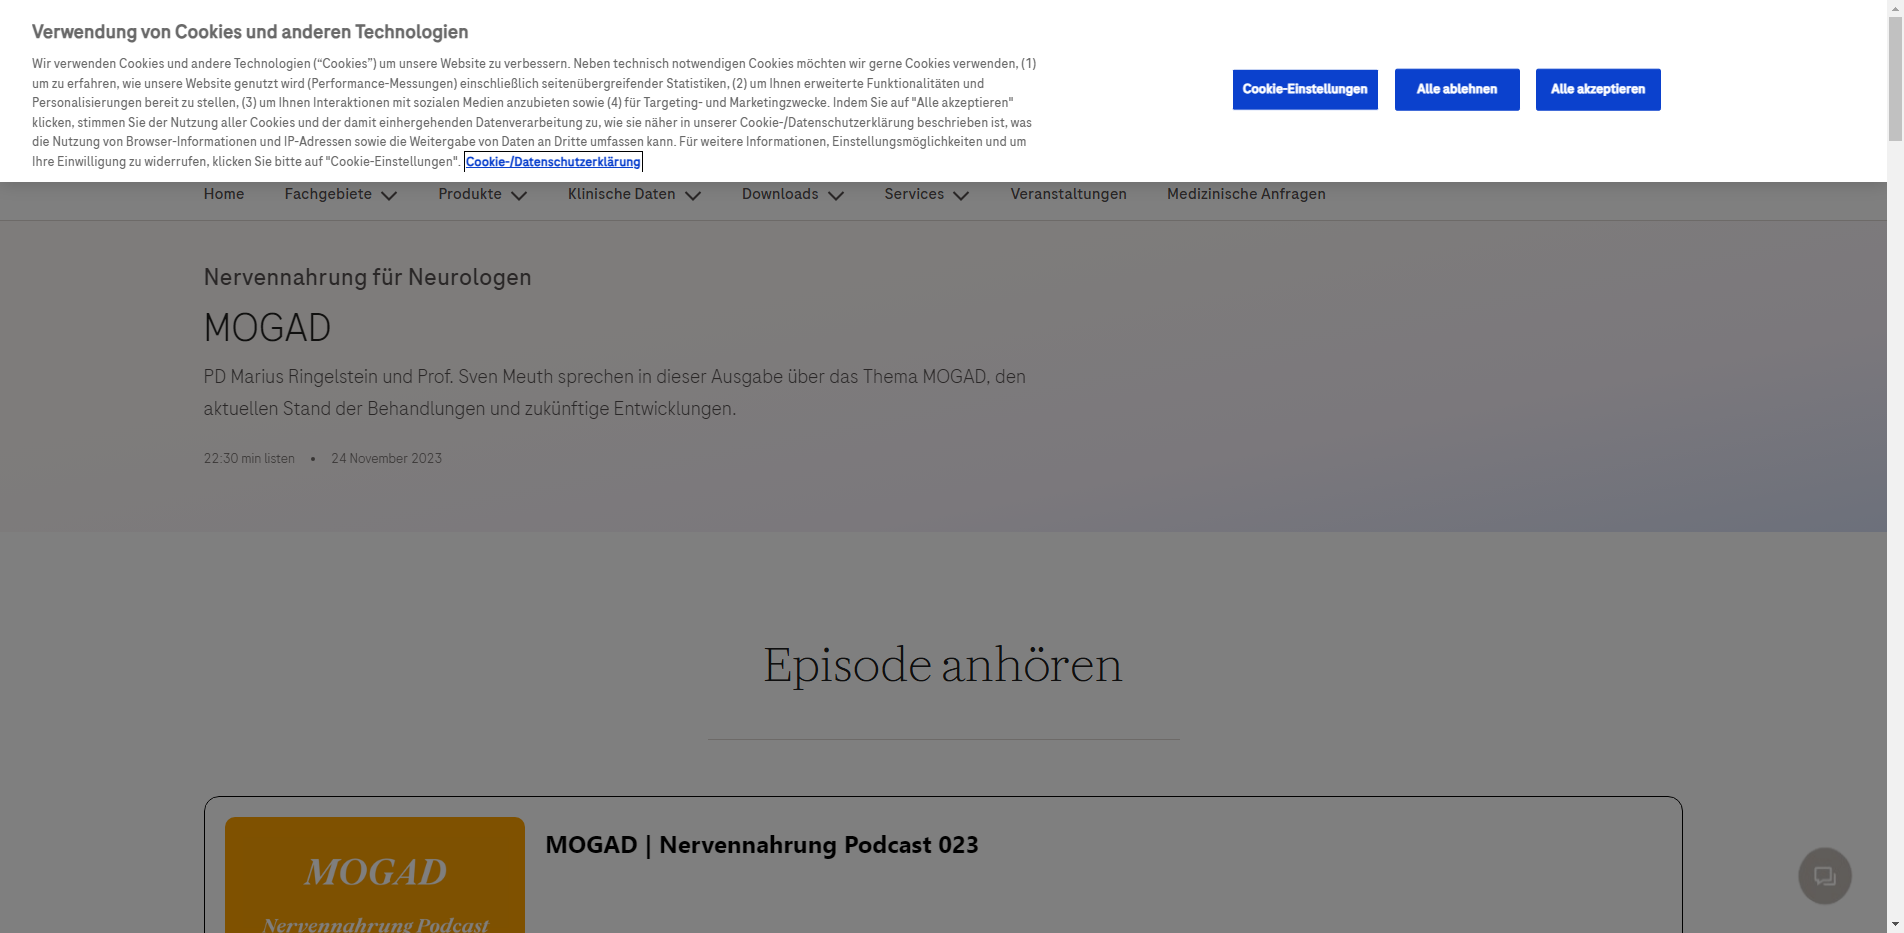 Verwendung von Cookies und anderen Technologien
Wir verwenden Cookies und andere Technologien (“Cookies”) um unsere Website zu verbessern. Neben technisch notwendigen Cookies möchten wir gerne Cookies verwenden, (1)
um zu erfahren, wie unsere Website genutzt wird (Performance-Messungen) einschließlich seitenübergreifender Statistiken, (2) um Ihnen erweiterte Funktionalitäten und
Personalisierungen bereit zu stellen, (3) um Ihnen Interaktionen mit sozialen Medien anzubieten sowie (4) für Targeting- und Marketingzwecke. Indem Sie auf "Alle akzeptieren"
klicken, stimmen Sie der Nutzung aller Cookies und der damit einhergehenden Datenverarbeitung zu, wie sie näher in unserer Cookie-/Datenschutzerklärung beschrieben ist, was
die Nutzung von Browser-Informationen und IP-Adressen sowie die Weitergabe von Daten an Dritte umfassen kann. Für weitere Informationen, Einstellungsmöglichkeiten und um
Ihre Einwilligung zu widerrufen, klicken Sie bitte auf "Cookie-Einstellungen". Cookie-/Datenschutzerklärung
Cookie-Einstellungen Alle ablehnen Alle akzeptieren
Home Fachgebiete Produkte Klinische Daten Downloads Services Veranstaltungen Medizinische Anfragen
Nervennahrung für Neurologen
MOGAD
PD Marius Ringelstein und Prof. Sven Meuth sprechen in dieser Ausgabe über das Thema MOGAD, den
aktuellen Stand der Behandlungen und zukünftige Entwicklungen.
22:30 min listen • 24 November 2023
Episode anhören
MOGAD | Nervennahrung Podcast 023
MOGAD
Nervennahrung Podcast